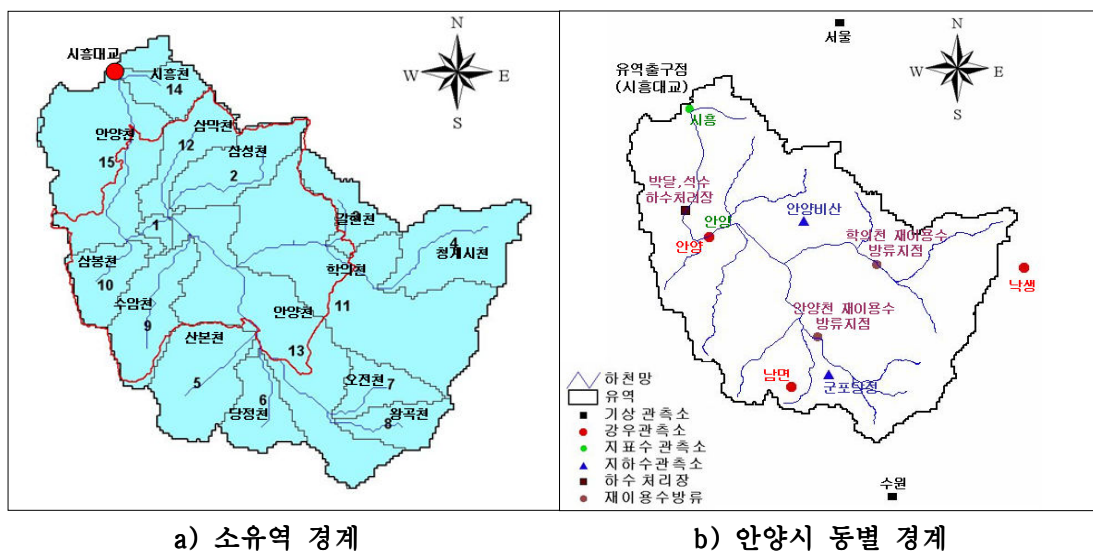 시흥대교
시흥천
14
N
W E
S
안양천
15
삼막천
12
삼성천
2
1
갈현천
청계시천
4
학의천
11
삼봉천
10
수암천
9
안양천
13
산본천
5
6
당정천
오전천
7
왕곡천
8
a) 소유역 경계
서울
유역출구점
(시흥대교)
시흥
N
W E
S
박달,석수
하수처리장
안양
안양
안양비산
학의천 재이용수
방류지점
낙생
안양천 재이용수
방류지점
남면
군포당정
수원
하천망
유역
기상 관측소
강우관측소
지표수 관측소
지하수관측소
하수 처리장
재이용수방류
b) 안양시 동별 경계